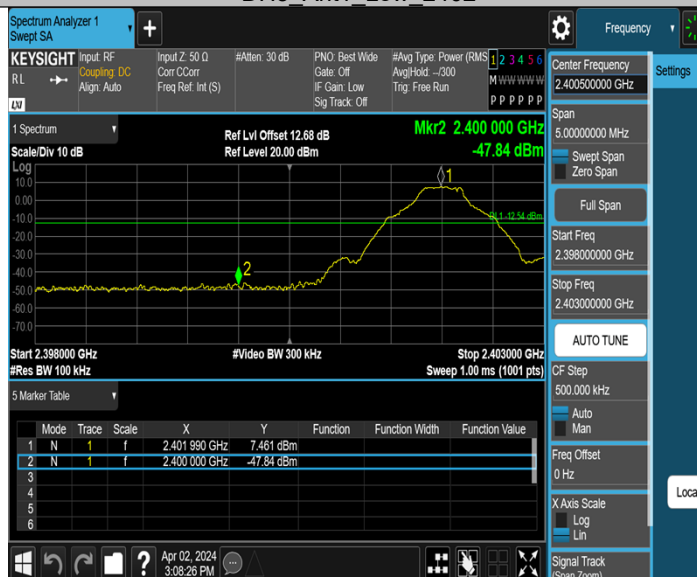 Spectrum Analyzer 1
Swept SA
+
Frequency
KEYSIGHT
RL
LXI
Input: RF
Coupling: DC
Align: Auto
Input Z: 50 Ω
Corr CCorr
Freq Ref: Int (S)
#Atten: 30 dB
PNO: Best Wide
Gate: Off
IF Gain: Low
Sig Track: Off
#Avg Type: Power (RMS
Avg|Hold: --/300
Trig: Free Run
1 2 3 4 5 6
M W W W W W
P P P P P P
Center Frequency
2.400500000 GHz
Settings
Span
5.00000000 MHz
Swept Span
Zero Span
Full Span
Start Freq
2.398000000 GHz
Stop Freq
2.403000000 GHz
AUTO TUNE
CF Step
500.000 kHz
Auto
Man
Freq Offset
0 Hz
X Axis Scale
Log
Lin
Signal Track
(Span Zoom)
Loca
1 Spectrum
Scale/Div 10 dB
Ref Lvl Offset 12.68 dB
Ref Level 20.00 dBm
Mkr2 2.400 000 GHz
-47.84 dBm
Log
10.0
0.00
-10.0
-20.0
-30.0
-40.0
-50.0
-60.0
-70.0
1
2
DL1 -12.54 dBm
Start 2.398000 GHz
#Res BW 100 kHz
#Video BW 300 kHz
Stop 2.403000 GHz
Sweep 1.00 ms (1001 pts)
5 Marker Table
Mode Trace Scale X Y Function Function Width Function Value
1 N 1 f 2.401 990 GHz 7.461 dBm
2 N 1 f 2.400 000 GHz -47.84 dBm
3
4
5
6
?
Apr 02, 2024
3:08:26 PM